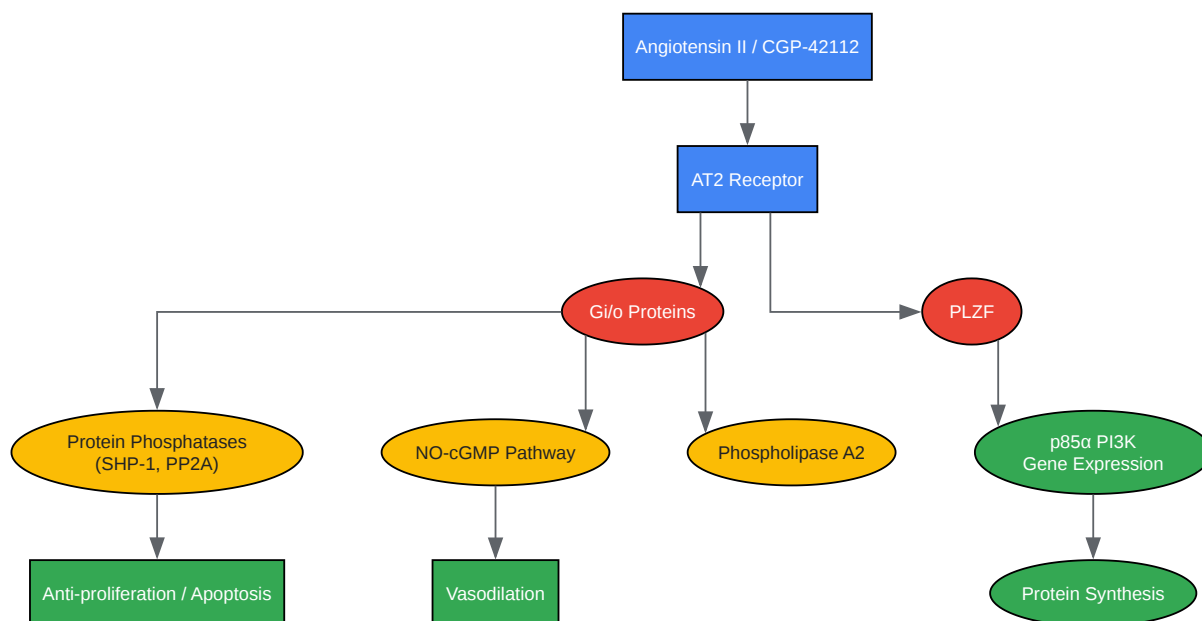 Angiotensin II / CGP-42112
AT2 Receptor
Gi/o Proteins
PLZF
Protein Phosphatases
(SHP-1, PP2A)
NO-cGMP Pathway
Phospholipase A2
p85α PI3K
Gene Expression
Anti-proliferation / Apoptosis
Vasodilation
Protein Synthesis